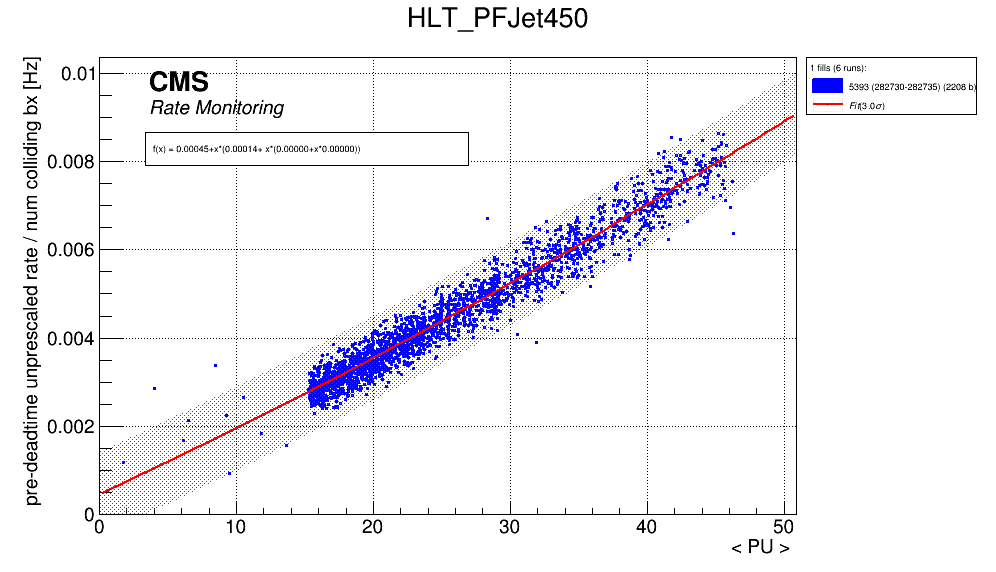 HLT_PFJet450
pre-deadtime unprescaled rate / num colliding bx [Hz]
0.01
0.008
0.006
0.004
0.002
0
CMS
Rate Monitoring
f(x) = 0.00045+x*(0.00014+ x*(0.00000+x*0.00000))
0 10 20 30 40 50
< PU >
1 fills (6 runs):
5393 (282730-282735) (2208 b)
Fit(3.0σ)